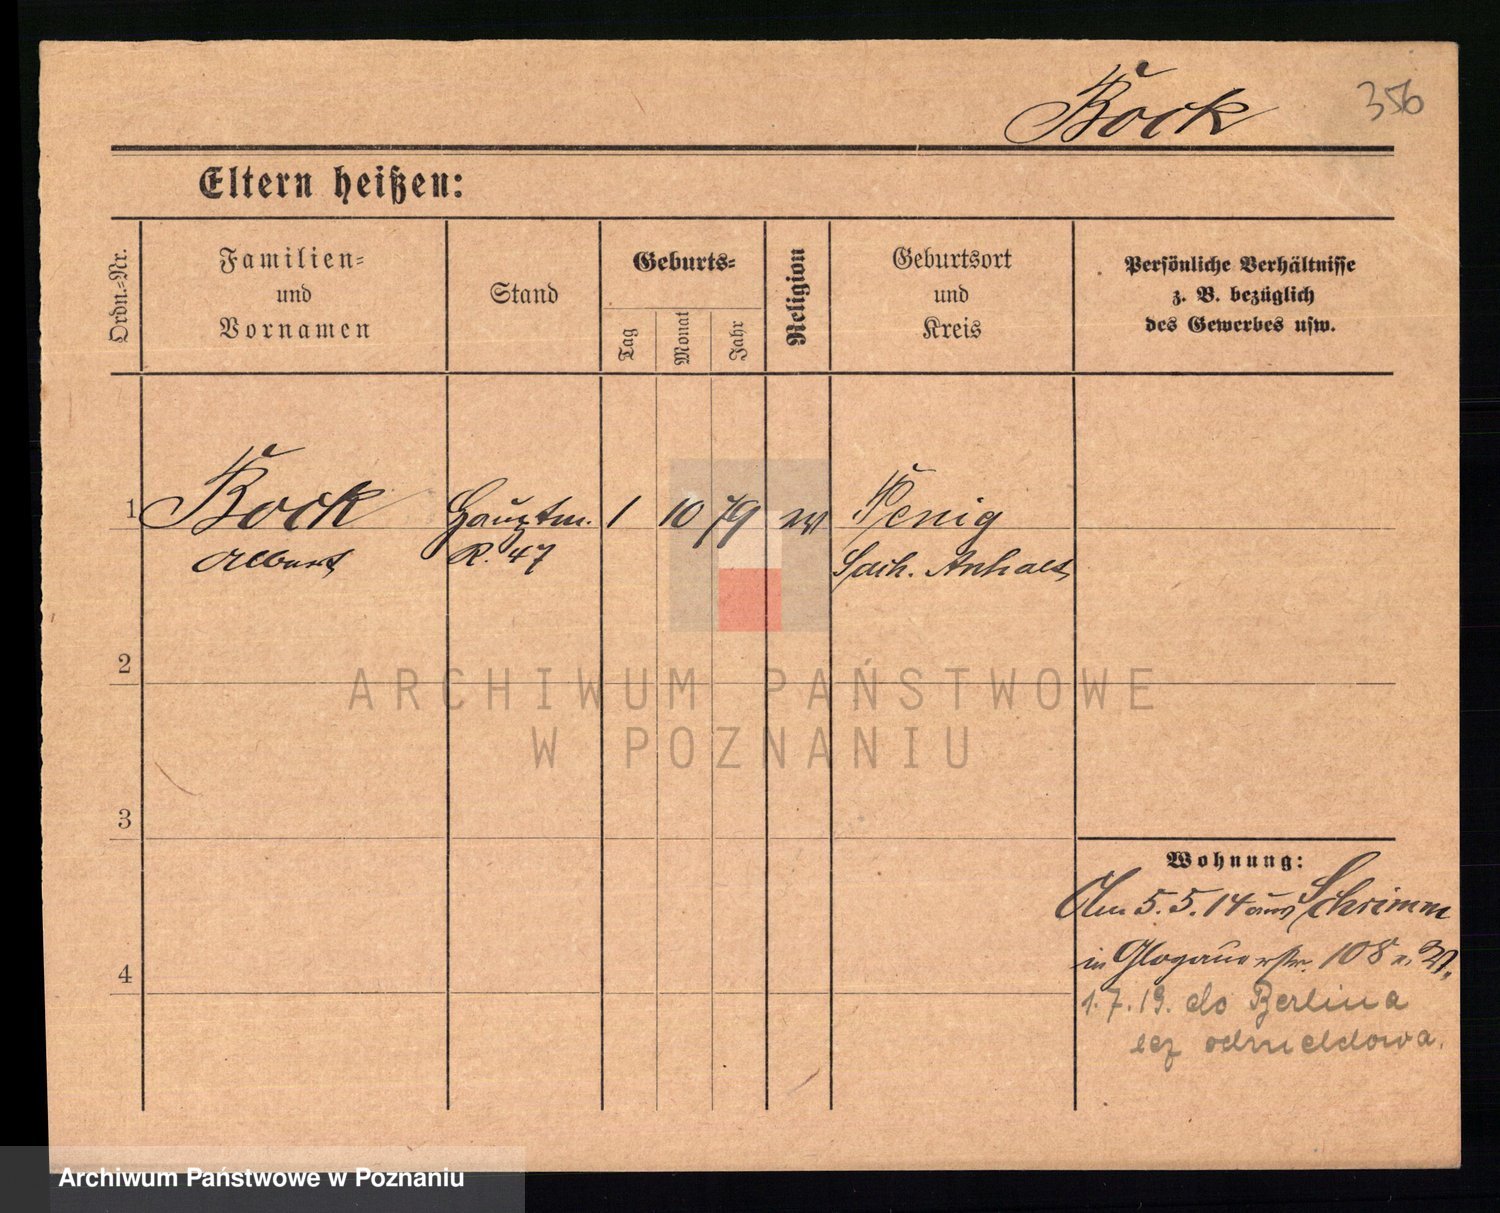 Bock
356
Eltern heißen:
Ordn.-Nr.
Familien-
und
Vornamen
Stand
Geburts-
Tag
Monat
Jahr
Religion
Geburtsort
und
Kreis
Persönliche Verhältnisse
z. B. bezüglich
des Gewerbes usw.
1 Bock Hauptm. 1 10 79 ev Penig
Albert R. 47 Sach. Anhalt
2
3
4
Wohnung:
Am 5.5.14 aus Schrimm
in Glogauerstr. 108
1.7.19. do Berlina
odmeldowa.
ARCHIWUM PAŃSTWOWE
W POZNANIU
Archiwum Państwowe w Poznaniu